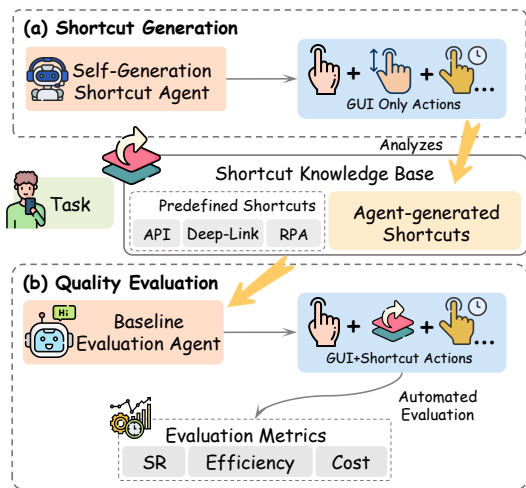 (a) Shortcut Generation
Self-Generation
Shortcut Agent
+
+
...
GUI Only Actions
Analyzes
Task
Shortcut Knowledge Base
Predefined Shortcuts
API
Deep-Link
RPA
Agent-generated
Shortcuts
(b) Quality Evaluation
Hi
Baseline
Evaluation Agent
+
+
...
GUI+Shortcut Actions
Automated
Evaluation
Evaluation Metrics
SR
Efficiency
Cost